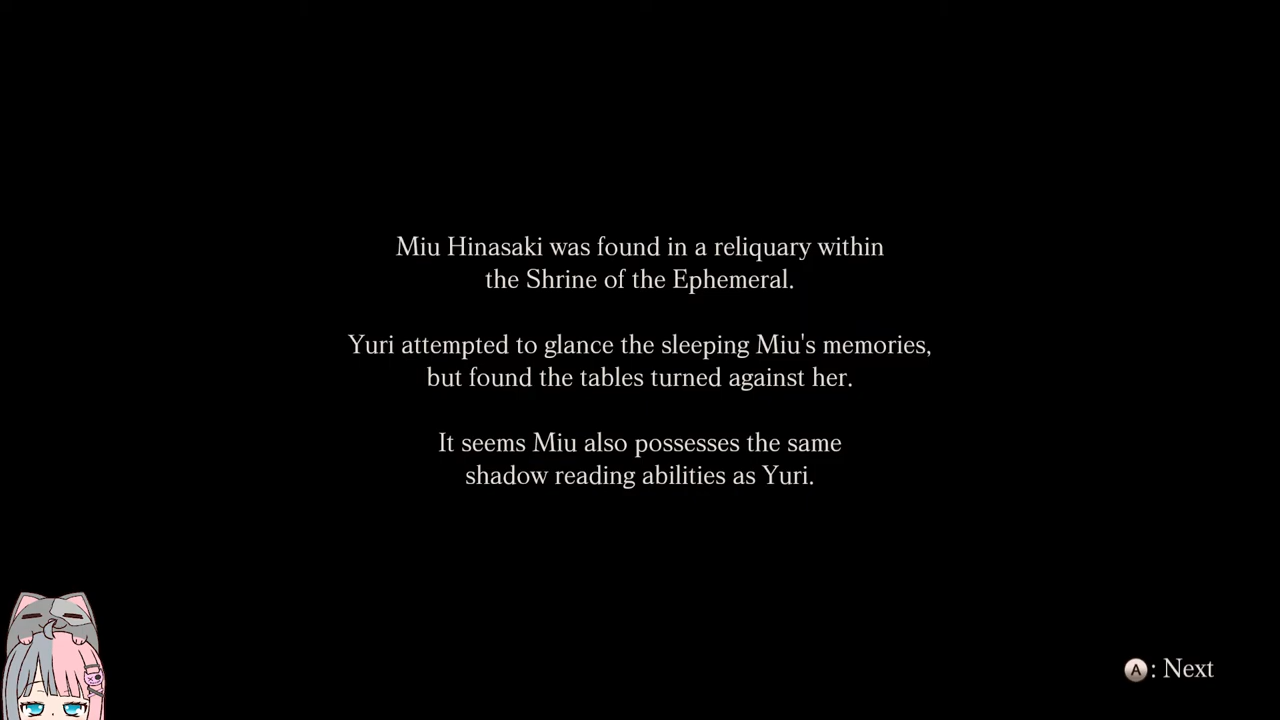 Miu Hinasaki was found in a reliquary within
the Shrine of the Ephemeral.
Yuri attempted to glance the sleeping Miu's memories,
but found the tables turned against her.
It seems Miu also possesses the same
shadow reading abilities as Yuri.
A: Next